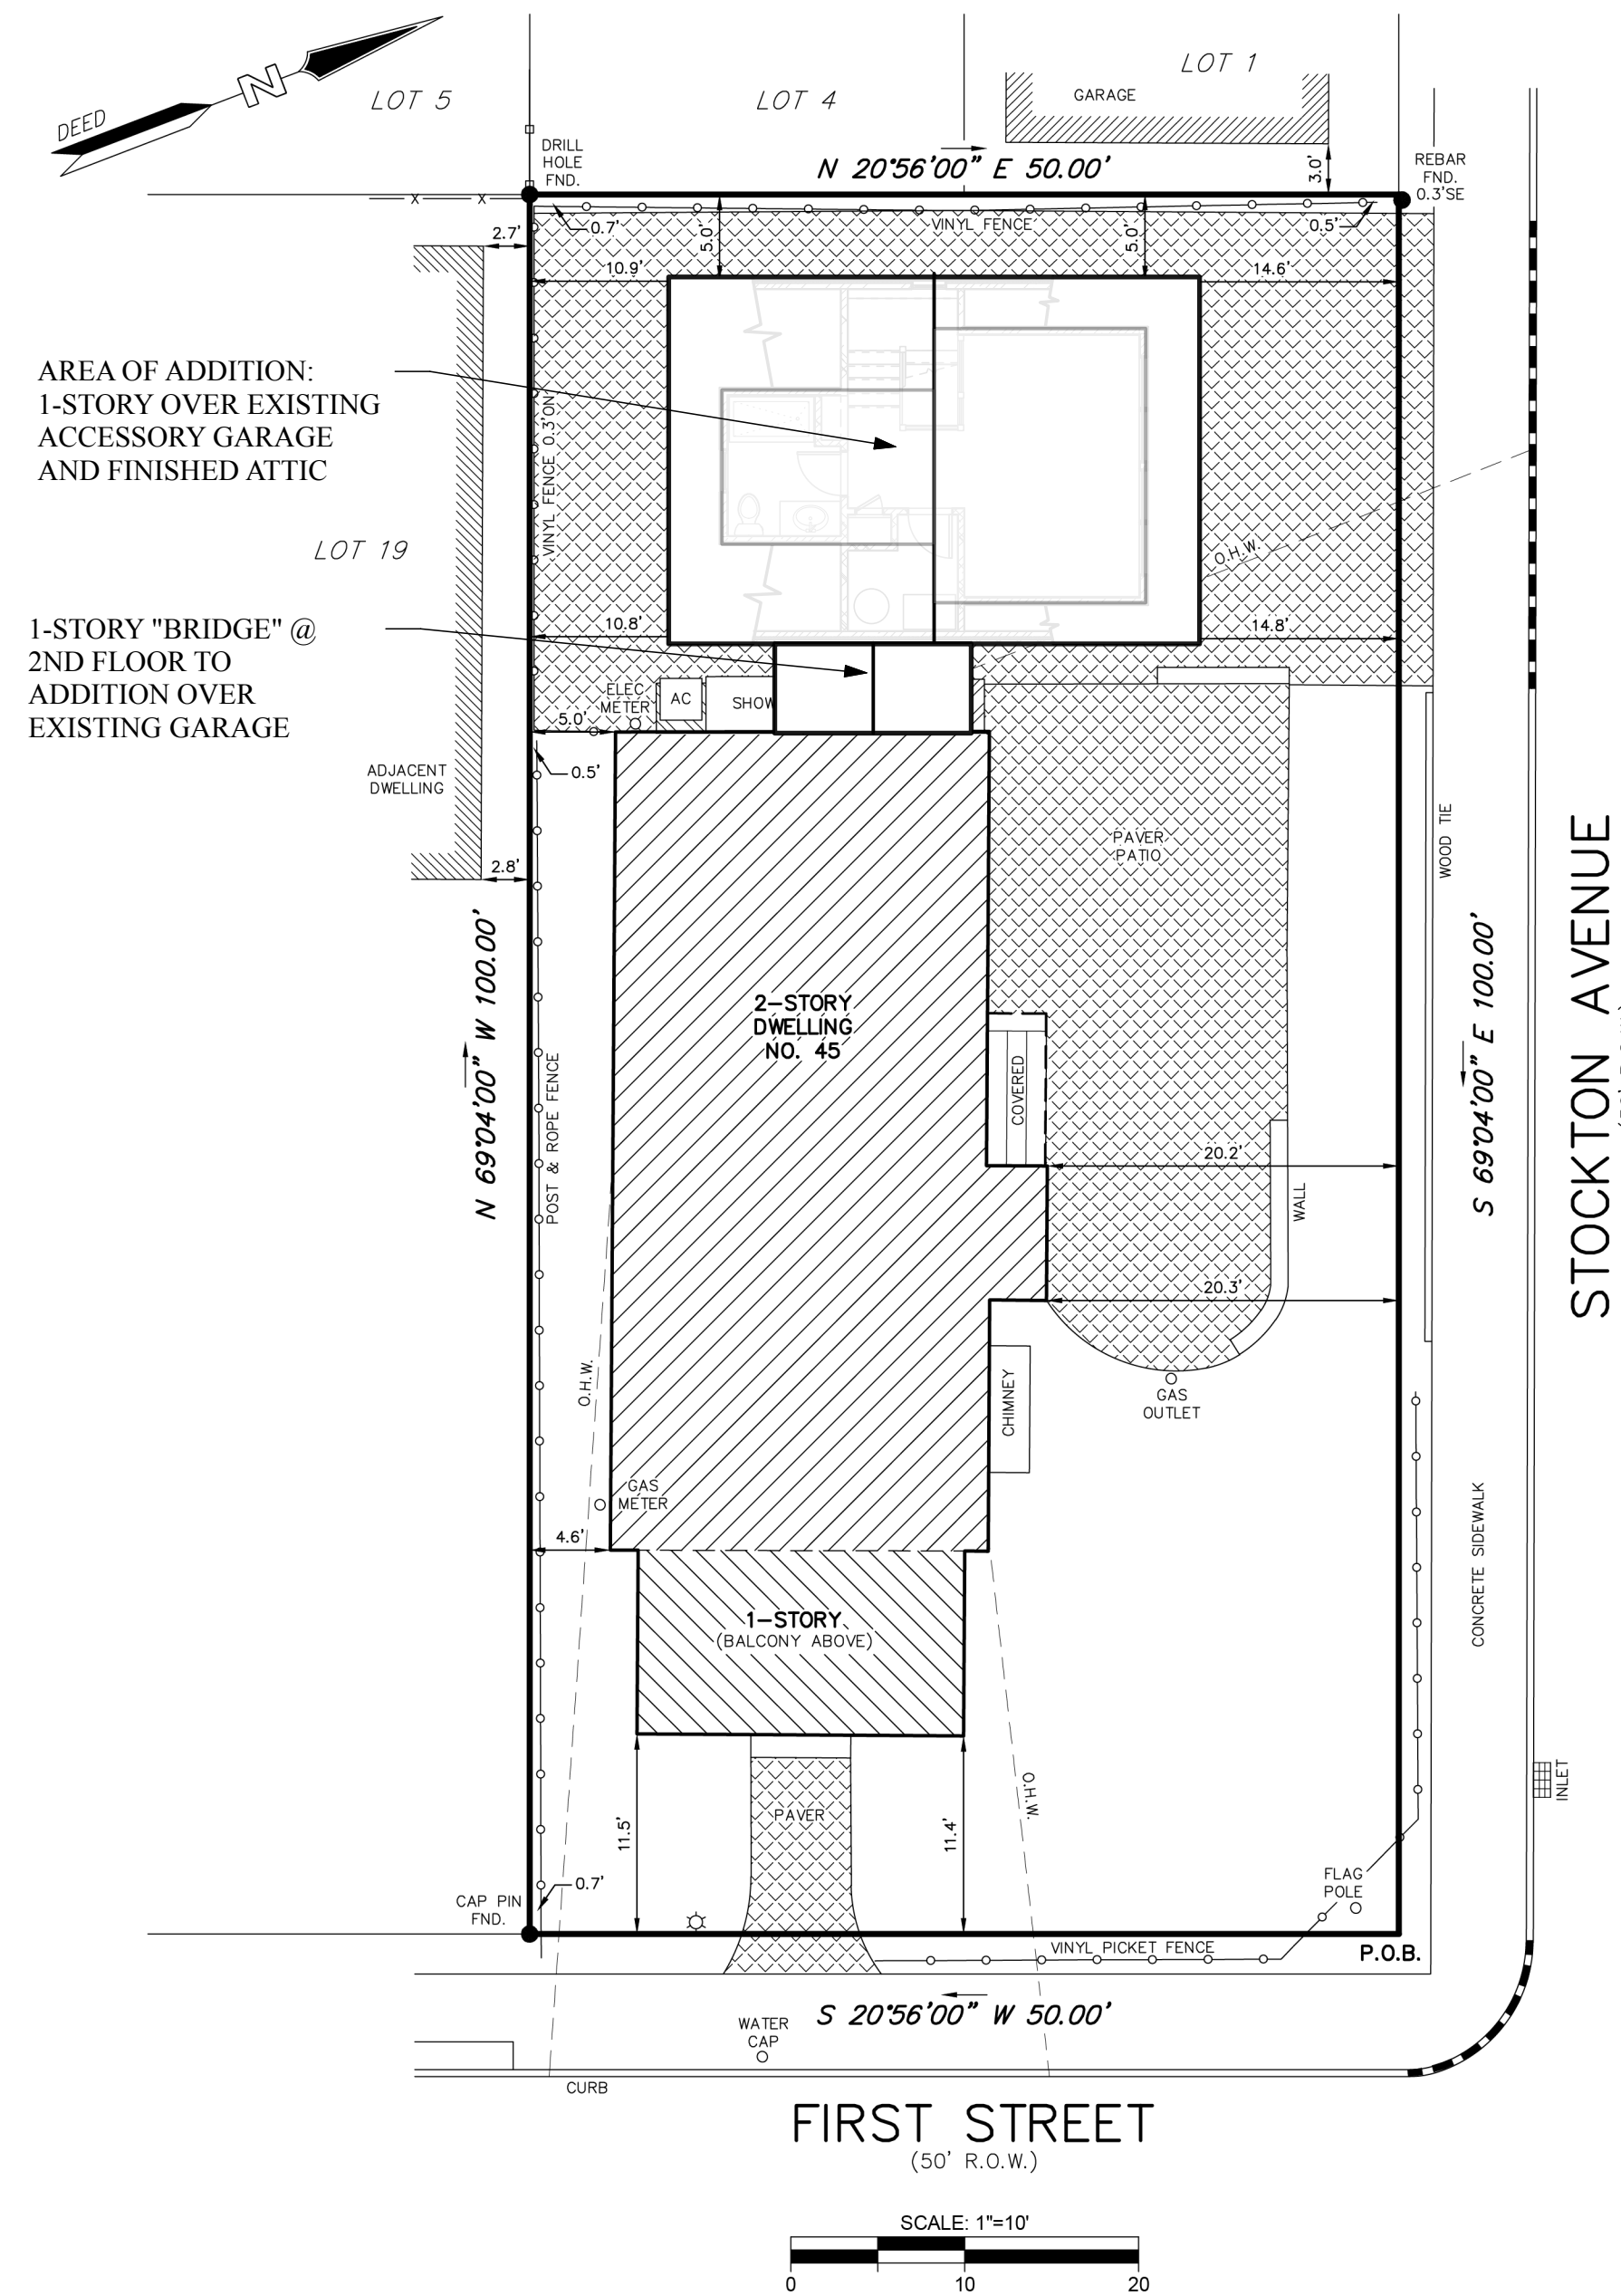 DEED
N
LOT 5
LOT 4
LOT 1
GARAGE
DRILL
HOLE
FND.
N 20°56'00" E 50.00'
3.0'
REBAR
FND.
0.3'SE
X
X
2.7'
0.7'
5.0'
VINYL FENCE
5.0'
0.5'
10.9'
14.6'
AREA OF ADDITION:
1-STORY OVER EXISTING
ACCESSORY GARAGE
AND FINISHED ATTIC
VINYL FENCE 0.3'ON
LOT 19
O.H.W.
1-STORY "BRIDGE" @
2ND FLOOR TO
ADDITION OVER
EXISTING GARAGE
10.8'
14.8'
ELEC
METER
AC
SHOW
5.0'
0.5'
ADJACENT
DWELLING
2.8'
PAVER
PATIO
WOOD TIE
STOCKTON AVENUE
N 69°04'00" W 100.00'
S 69°04'00" E 100.00'
2-STORY
DWELLING
NO. 45
POST & ROPE FENCE
COVERED
20.2'
WALL
20.3'
O.H.W.
CHIMNEY
GAS
OUTLET
GAS
METER
4.6'
CONCRETE SIDEWALK
1-STORY
(BALCONY ABOVE)
11.5'
PAVER
11.4'
O.H.W.
INLET
0.7'
FLAG
POLE
CAP PIN
FND.
VINYL PICKET FENCE
P.O.B.
S 20°56'00" W 50.00'
WATER
CAP
CURB
FIRST STREET
(50' R.O.W.)
SCALE: 1"=10'
0
10
20